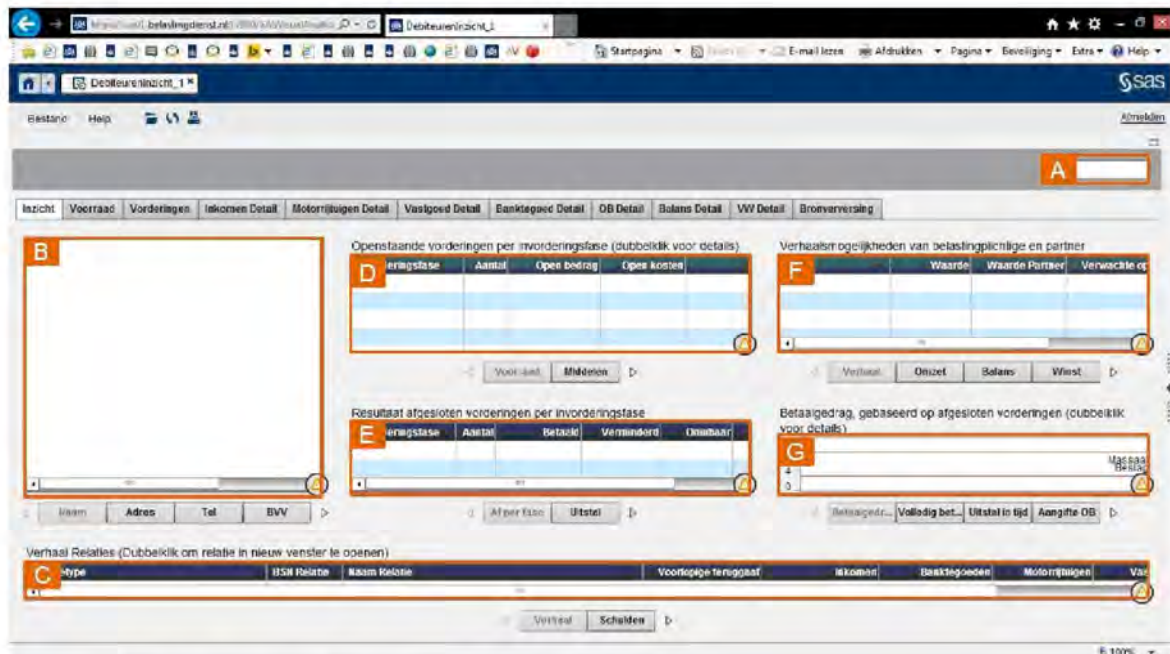 belastingdienst.nl
DebiteurenInzicht_1
Startpagina E-mail lezen Afdrukken Pagina Beveiliging Extra Help
DebiteurenInzicht_1
sas
Bestand Help
Afmelden
A
Inzicht Voorraad Vorderingen Inkomen Detail Motorrijtuigen Detail Vastgoed Detail Banktegoed Detail OB Detail Balans Detail VW Detail Bronverversing
B
Openstaande vorderingen per invorderingsfase (dubbelklik voor details)
D eringsfase Aantal Open bedrag Open kosten
Voorraad Middelen
Resultaat afgesloten vorderingen per invorderingsfase
E eringsfase Aantal Betaald Verminderd Oninbaar
Af per fase Uitstel
Verhaalsmogelijkheden van belastingplichtige en partner
F Waarde Waarde Partner Verwachte op
Verhaal Omzet Balans Winst
Betaalgedrag, gebaseerd op afgesloten vorderingen (dubbelklik
voor details)
G
Massaal
Beslag
4
0
Betaalgedr... Volledig bet... Uitstel in tijd Aangifte OB
Naam Adres Tel BVV
Verhaal Relaties (Dubbelklik om relatie in nieuw venster te openen)
C etype BSN Relatie Naam Relatie Voorlopige teruggaaf Inkomen Banktegoeden Motorrijtuigen Vas
Verhaal Schulden
100%